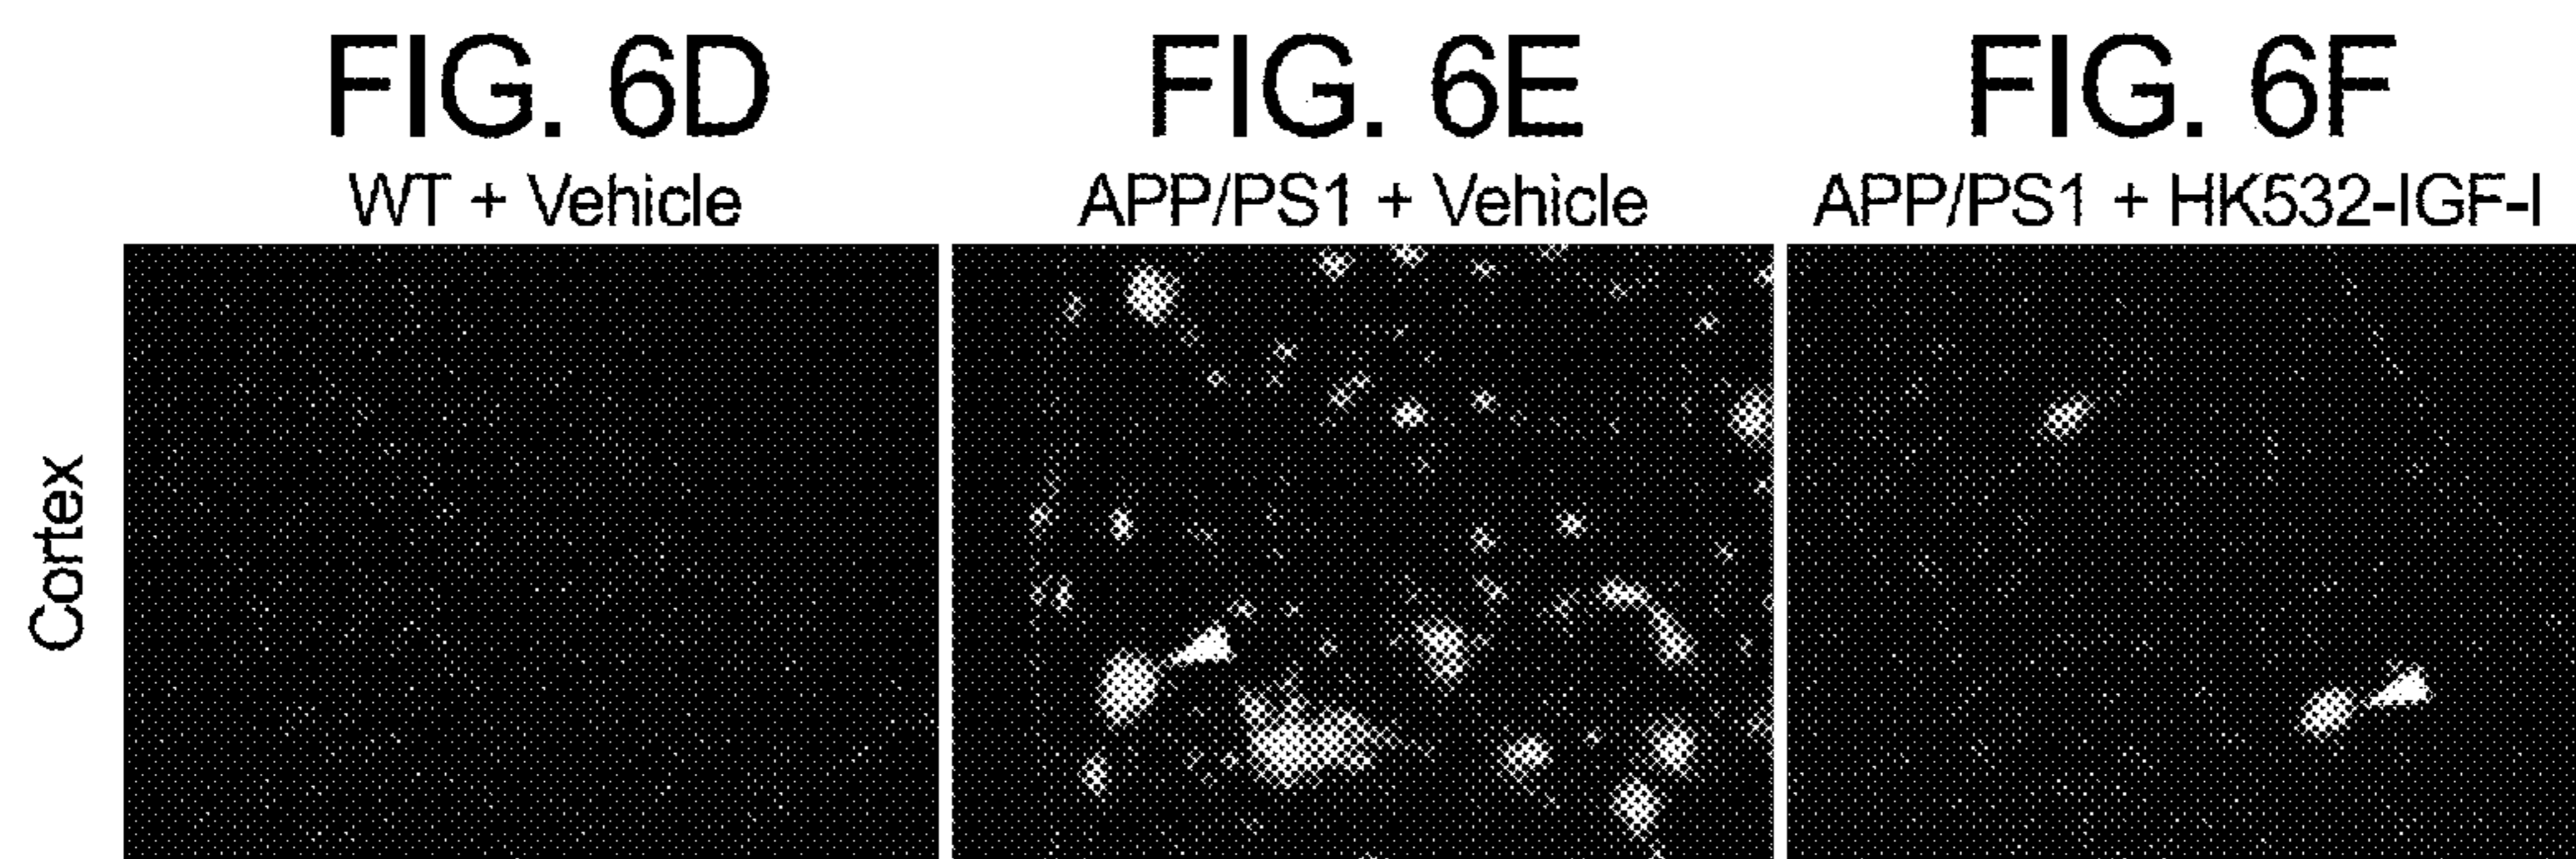 FIG. 6D
WT + Vehicle
FIG. 6E
APP/PS1 + Vehicle
FIG. 6F
APP/PS1 + HK532-IGF-I
Cortex